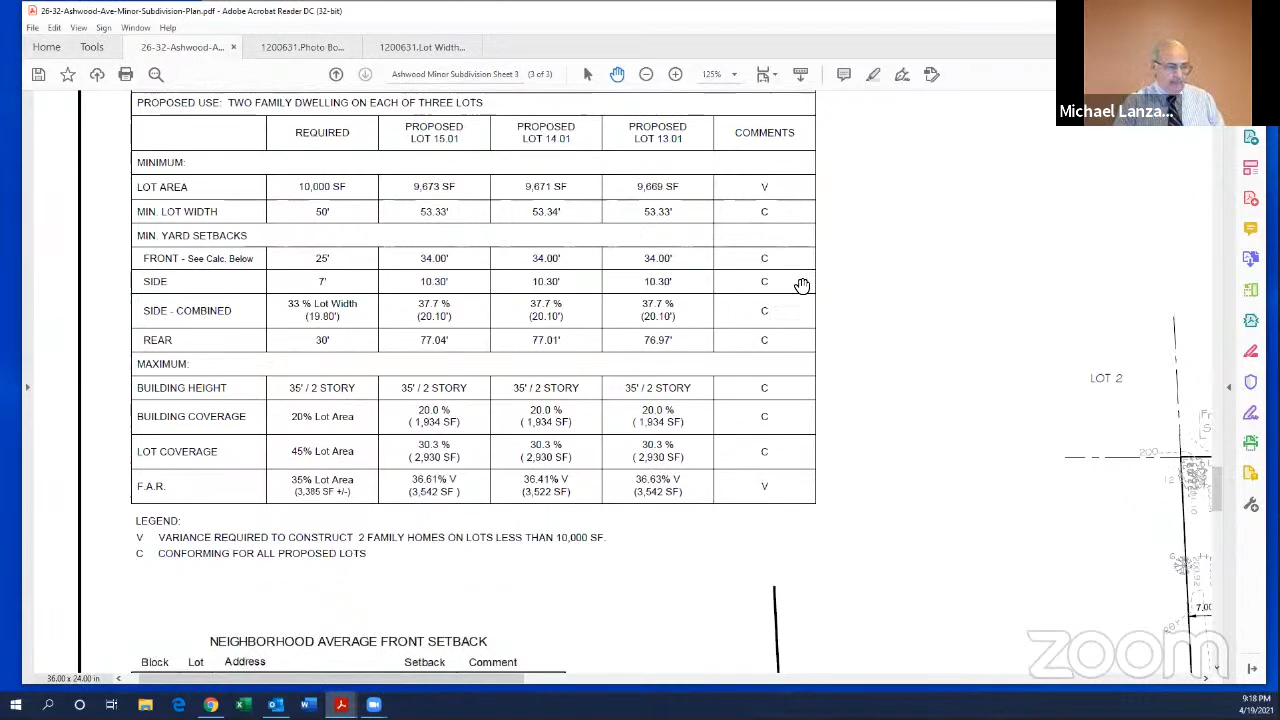 26-32-Ashwood-Ave-Minor-Subdivision-Plan.pdf - Adobe Acrobat Reader DC (32-bit)
File Edit View Sign Window Help
Home Tools 26-32-Ashwood-A... × 1200631.Photo Bo... 1200631.Lot Width...
Ashwood Minor Subdivision Sheet 3 (3 of 3) 125%
Michael Lanza...
PROPOSED USE: TWO FAMILY DWELLING ON EACH OF THREE LOTS
REQUIRED PROPOSED LOT 15.01 PROPOSED LOT 14.01 PROPOSED LOT 13.01 COMMENTS
MINIMUM:
LOT AREA 10,000 SF 9,673 SF 9,671 SF 9,669 SF V
MIN. LOT WIDTH 50' 53.33' 53.34' 53.33' C
MIN. YARD SETBACKS
FRONT - See Calc. Below 25' 34.00' 34.00' 34.00' C
SIDE 7' 10.30' 10.30' 10.30' C
SIDE - COMBINED 33 % Lot Width (19.80') 37.7 % (20.10') 37.7 % (20.10') 37.7 % (20.10') C
REAR 30' 77.04' 77.01' 76.97' C
MAXIMUM:
BUILDING HEIGHT 35' / 2 STORY 35' / 2 STORY 35' / 2 STORY 35' / 2 STORY C
BUILDING COVERAGE 20% Lot Area 20.0 % ( 1,934 SF) 20.0 % ( 1,934 SF) 20.0 % ( 1,934 SF) C
LOT COVERAGE 45% Lot Area 30.3 % ( 2,930 SF) 30.3 % ( 2,930 SF) 30.3 % ( 2,930 SF) C
F.A.R. 35% Lot Area (3,385 SF +/-) 36.61% V (3,542 SF ) 36.41% V (3,522 SF) 36.63% V (3,542 SF) V
LEGEND:
V VARIANCE REQUIRED TO CONSTRUCT 2 FAMILY HOMES ON LOTS LESS THAN 10,000 SF.
C CONFORMING FOR ALL PROPOSED LOTS
NEIGHBORHOOD AVERAGE FRONT SETBACK
Block Lot Address Setback Comment
LOT 2
200
12
7.00
zoom
36.00 x 24.00 in
9:18 PM
4/19/2021